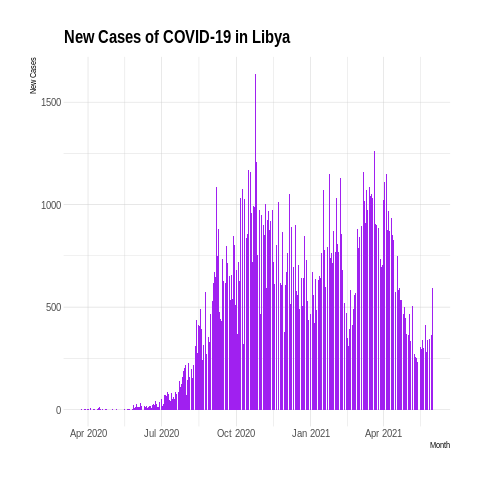 New Cases of COVID-19 in Libya
New Cases
1500
1000
500
0
Apr 2020 Jul 2020 Oct 2020 Jan 2021 Apr 2021
Month